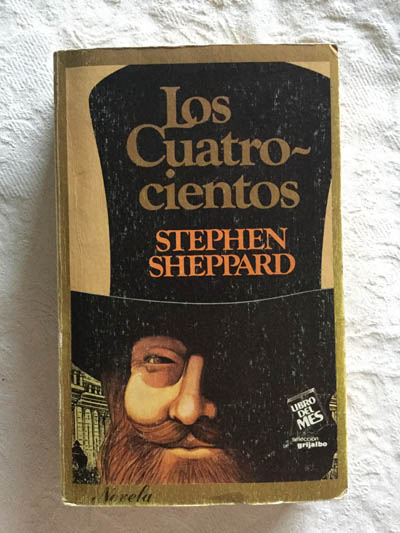 Los
Cuatro-
cientos
STEPHEN
SHEPPARD
LIBRO
DEL
MES
selección
grijalbo
Novela